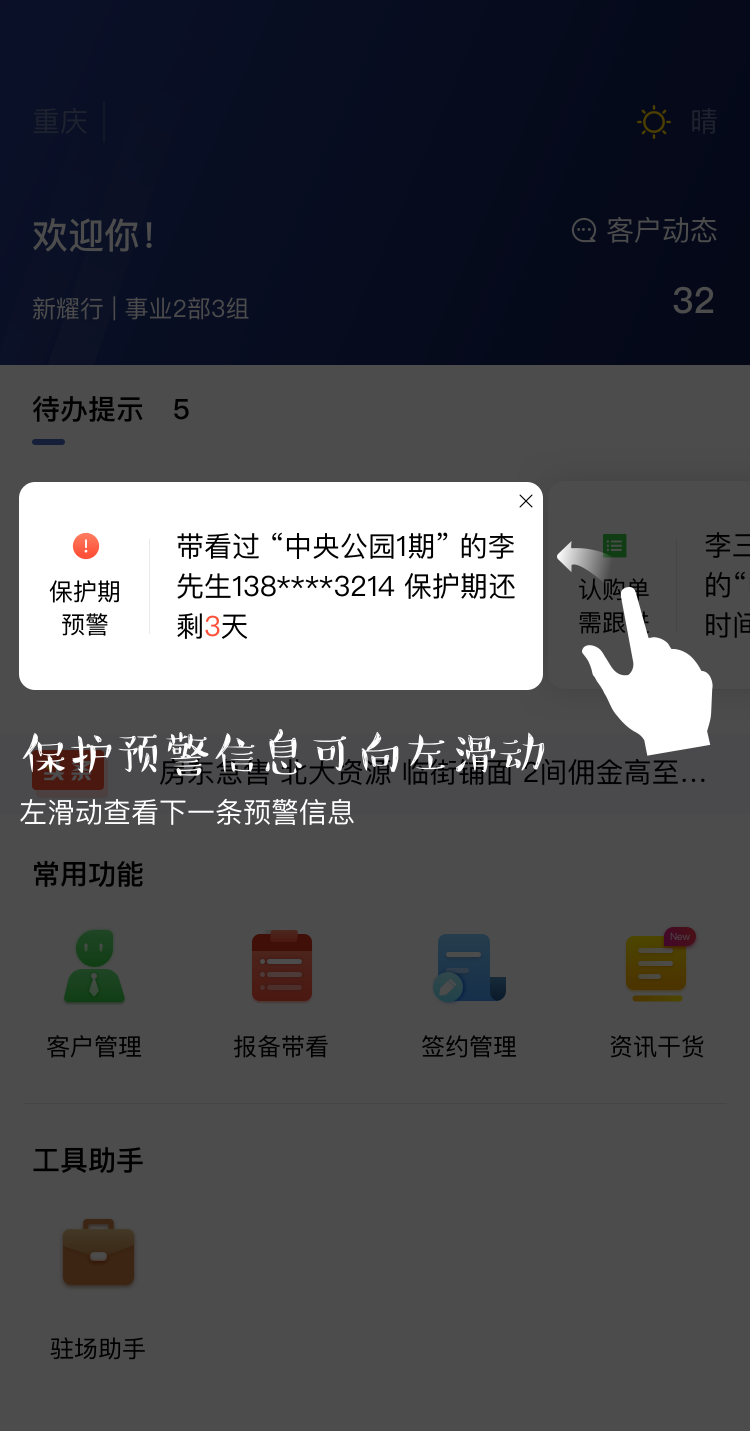 重庆
晴
欢迎你!
客户动态
新耀行 | 事业2部3组
32
待办提示 5
保护期
预警
带看过“中央公园1期”的李
先生138****3214 保护期还
剩3天
认购单
需跟进
李三
的“
时间
保护预警信息可向左滑动
头条
房东急售 北大资源 临街铺面 2间佣金高至...
左滑动查看下一条预警信息
常用功能
New
客户管理
报备带看
签约管理
资讯干货
工具助手
驻场助手